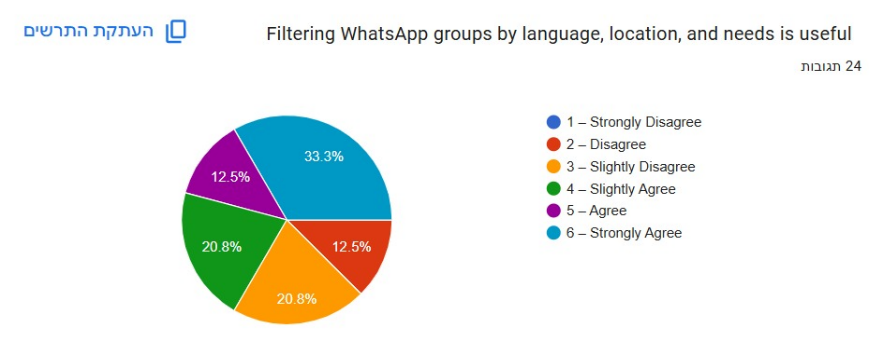 Filtering WhatsApp groups by language, location, and needs is useful
העתקת התרשים
24 תגובות
33.3%
12.5%
12.5%
20.8%
20.8%
1 – Strongly Disagree
2 – Disagree
3 – Slightly Disagree
4 – Slightly Agree
5 – Agree
6 – Strongly Agree